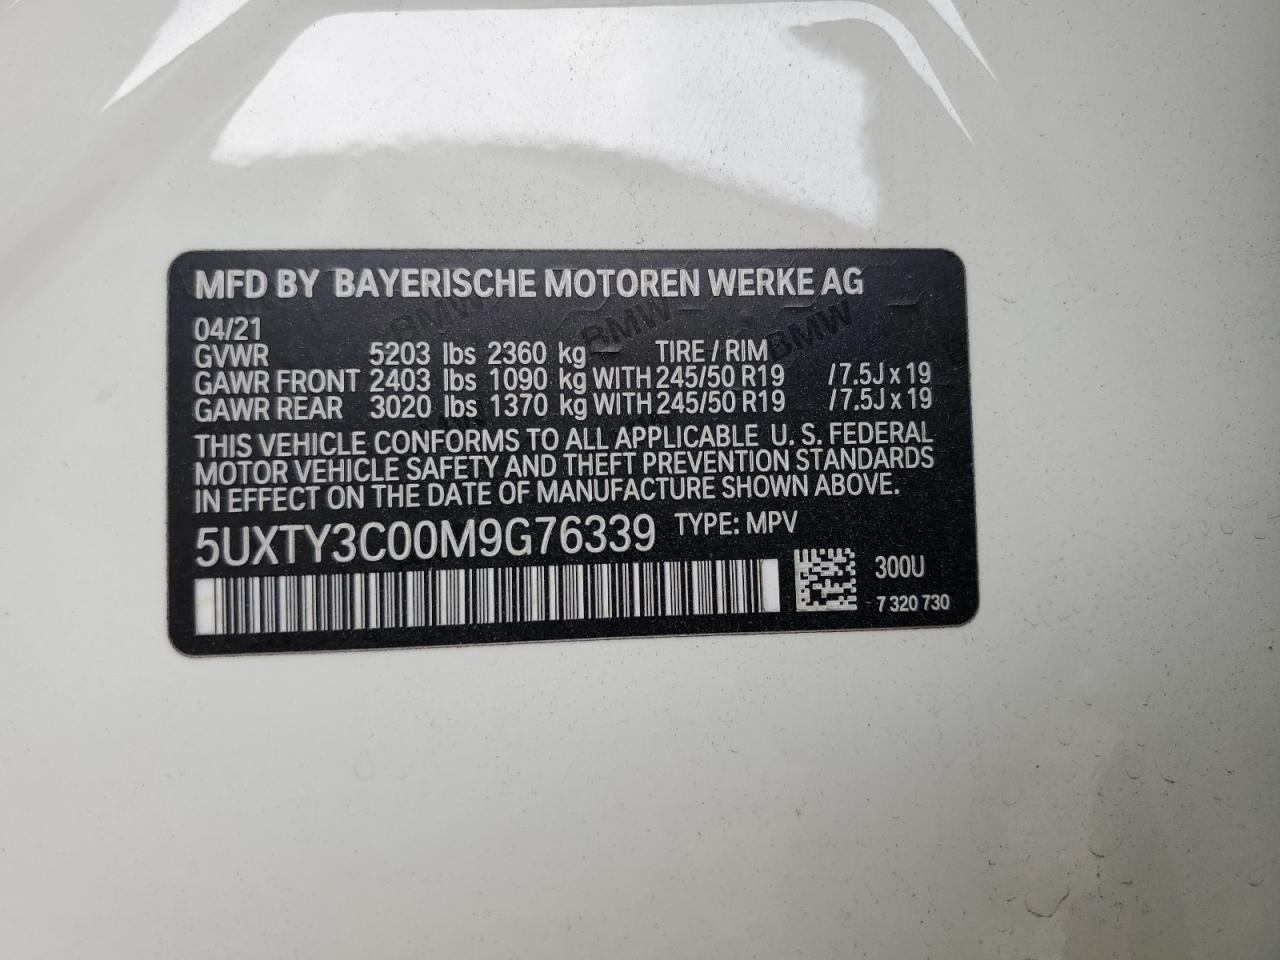 MFD BY BAYERISCHE MOTOREN WERKE AG
04/21
GVWR 5203 lbs 2360 kg TIRE / RIM
GAWR FRONT 2403 lbs 1090 kg WITH 245/50 R19 /7.5J x 19
GAWR REAR 3020 lbs 1370 kg WITH 245/50 R19 /7.5J x 19
THIS VEHICLE CONFORMS TO ALL APPLICABLE U. S. FEDERAL
MOTOR VEHICLE SAFETY AND THEFT PREVENTION STANDARDS
IN EFFECT ON THE DATE OF MANUFACTURE SHOWN ABOVE.
5UXTY3C00M9G76339 TYPE: MPV
300U
7 320 730
BMW
BMW
BMW